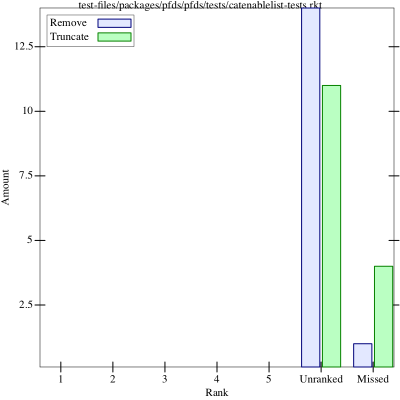 test-files/packages/pfds/pfds/tests/catenablelist-tests.rkt
Remove
Truncate
12.5
10
7.5
5
2.5
Amount
1 2 3 4 5 Unranked Missed
Rank